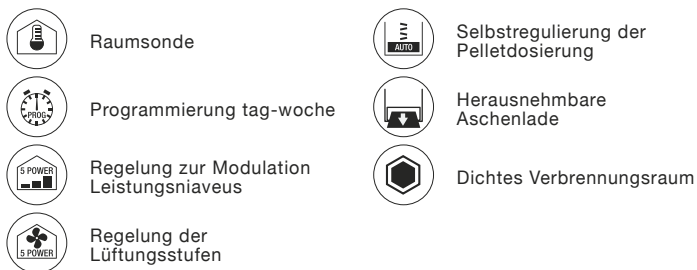 Raumsonde
PROG
Programmierung tag-woche
5 POWER
Regelung zur Modulation
Leistungsniaveus
5 POWER
Regelung der
Lüftungsstufen
AUTO
Selbstregulierung der
Pelletdosierung
Herausnehmbare
Aschenlade
Dichtes Verbrennungsraum